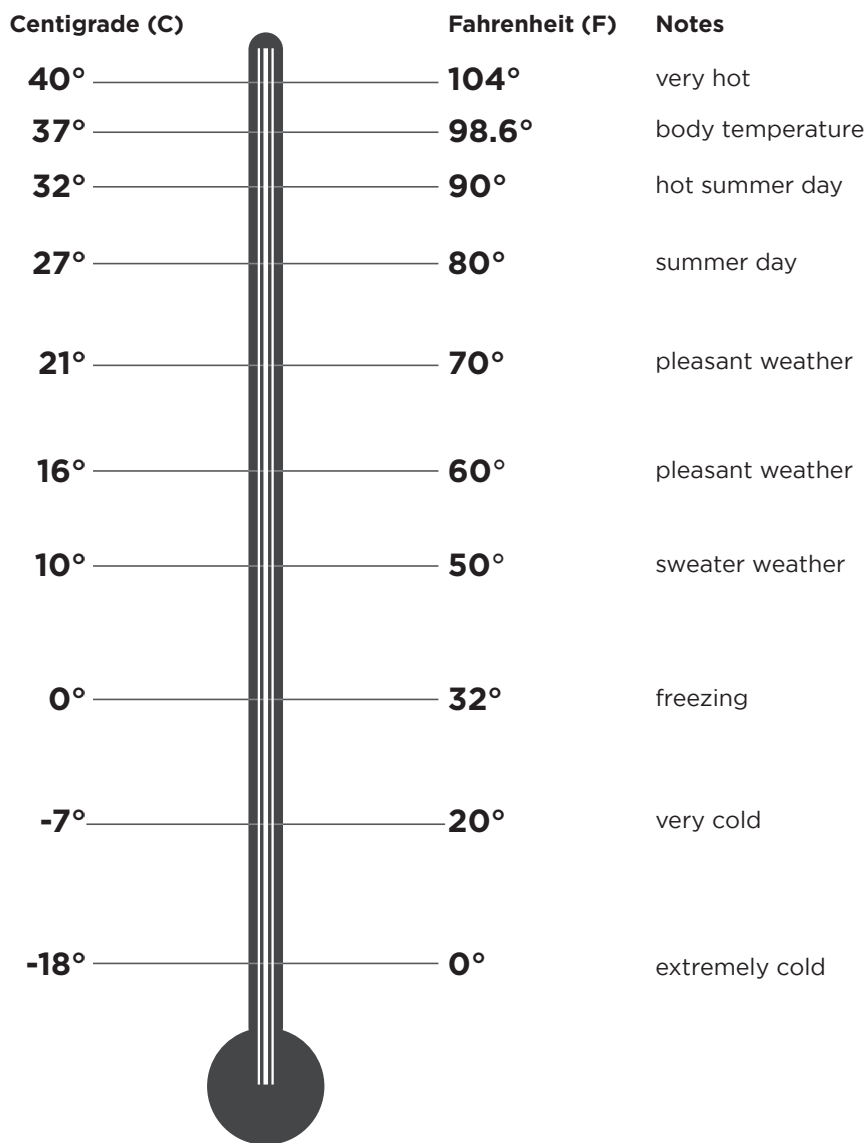 Centigrade (C) Fahrenheit (F) Notes
40° 104° very hot
37° 98.6° body temperature
32° 90° hot summer day
27° 80° summer day
21° 70° pleasant weather
16° 60° pleasant weather
10° 50° sweater weather
0° 32° freezing
-7° 20° very cold
-18° 0° extremely cold